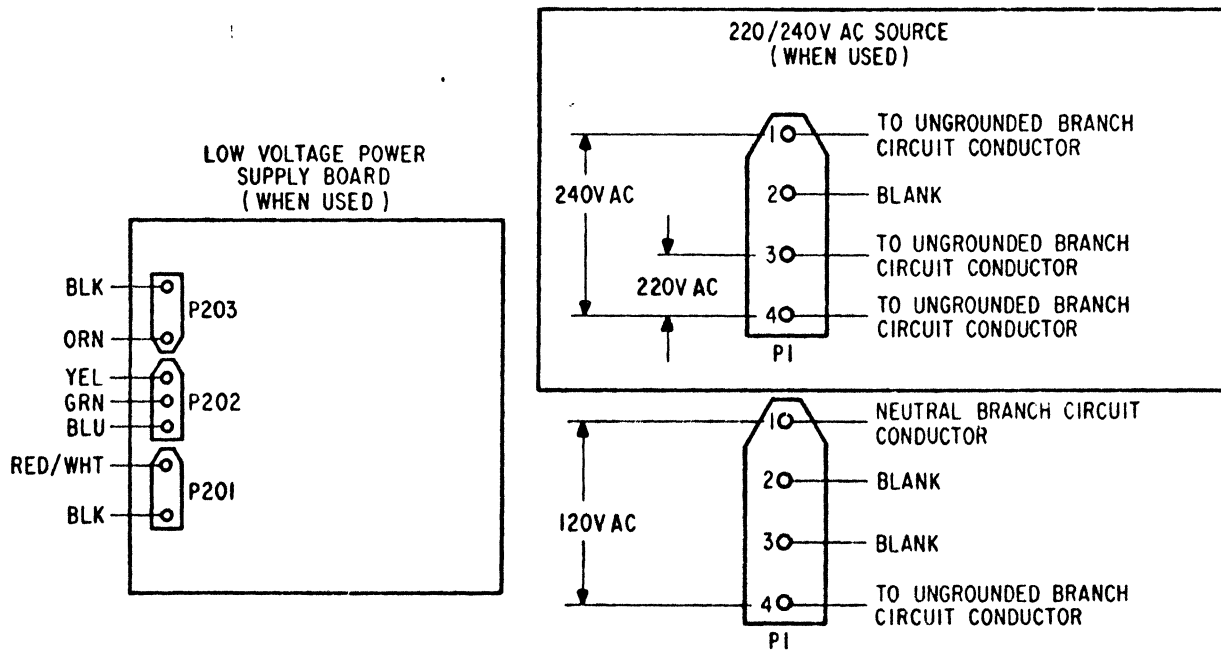 220/240V AC SOURCE
(WHEN USED)
1
TO UNGROUNDED BRANCH
CIRCUIT CONDUCTOR
240V AC
2
BLANK
3
TO UNGROUNDED BRANCH
CIRCUIT CONDUCTOR
220V AC
4
TO UNGROUNDED BRANCH
CIRCUIT CONDUCTOR
P1
LOW VOLTAGE POWER
SUPPLY BOARD
(WHEN USED)
BLK
P203
ORN
YEL
GRN
P202
BLU
RED/WHT
P201
BLK
1
NEUTRAL BRANCH CIRCUIT
CONDUCTOR
2
BLANK
120V AC
3
BLANK
4
TO UNGROUNDED BRANCH
CIRCUIT CONDUCTOR
P1